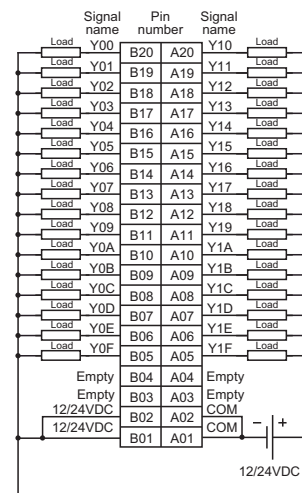 Signal name Pin number Signal name
Load Y00 B20 A20 Y10 Load
Load Y01 B19 A19 Y11 Load
Load Y02 B18 A18 Y12 Load
Load Y03 B17 A17 Y13 Load
Load Y04 B16 A16 Y14 Load
Load Y05 B15 A15 Y15 Load
Load Y06 B14 A14 Y16 Load
Load Y07 B13 A13 Y17 Load
Load Y08 B12 A12 Y18 Load
Load Y09 B11 A11 Y19 Load
Load Y0A B10 A10 Y1A Load
Load Y0B B09 A09 Y1B Load
Load Y0C B08 A08 Y1C Load
Load Y0D B07 A07 Y1D Load
Load Y0E B06 A06 Y1E Load
Load Y0F B05 A05 Y1F Load
Empty B04 A04 Empty
Empty B03 A03 Empty
12/24VDC B02 A02 COM
12/24VDC B01 A01 COM
− +
12/24VDC